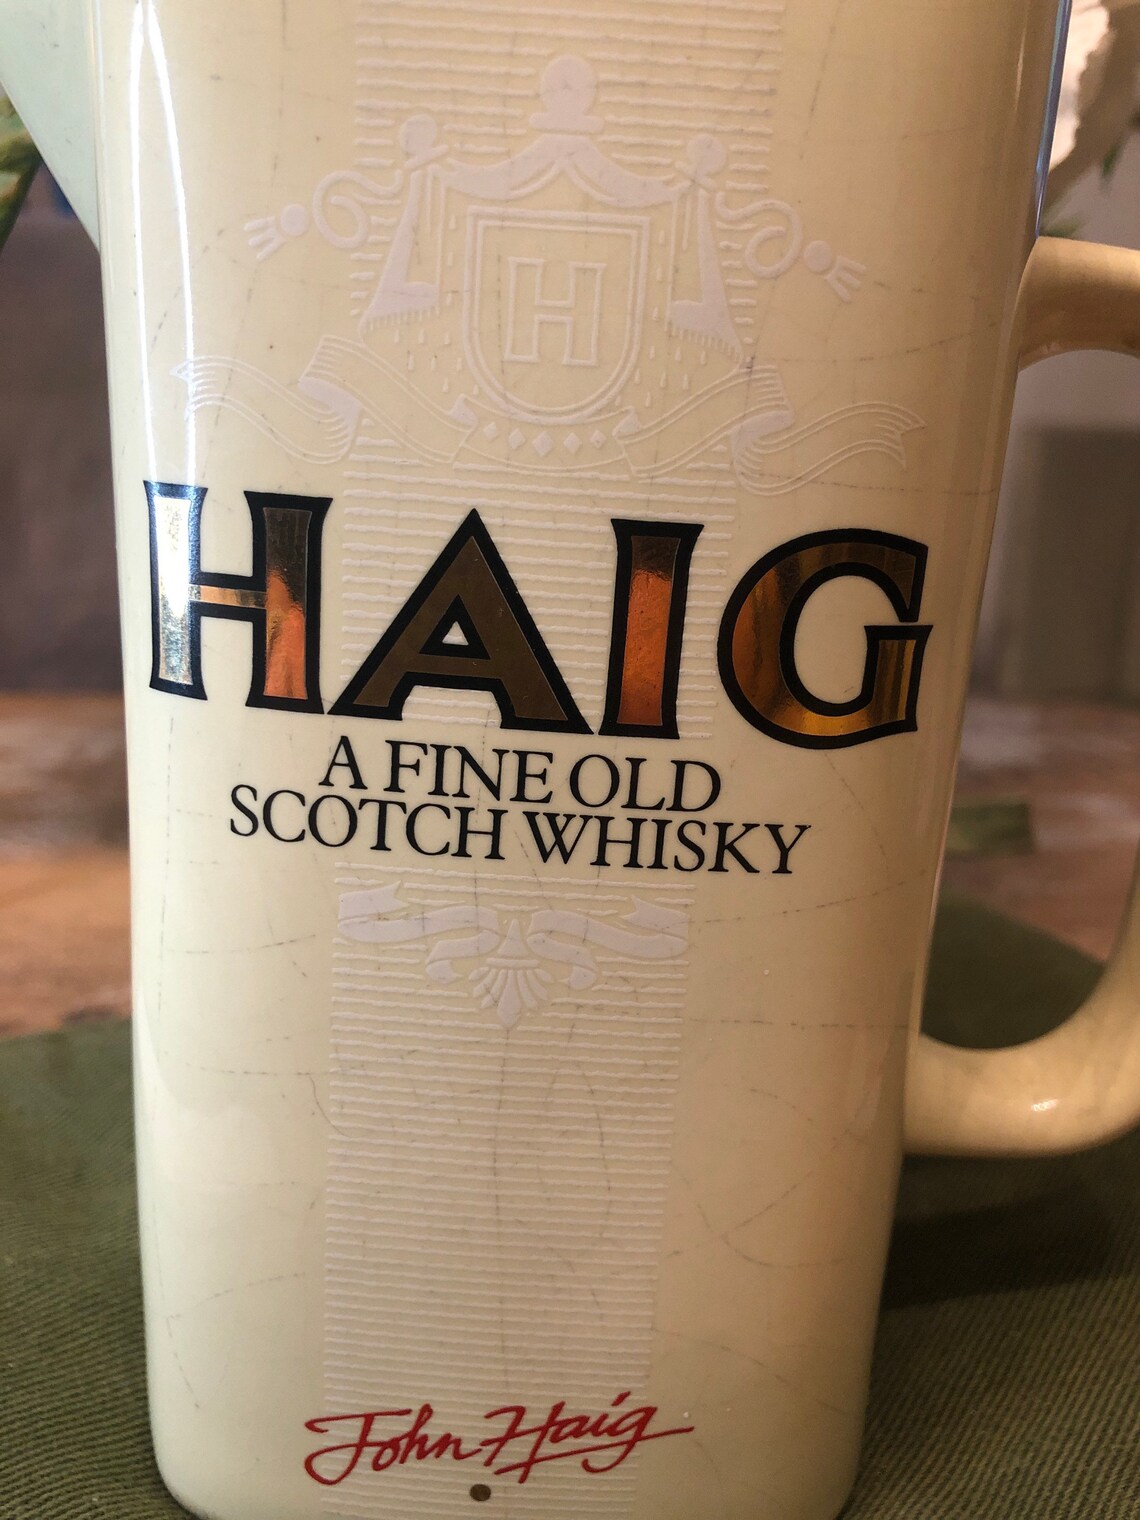 H
HAIG
A FINE OLD
SCOTCH WHISKY
John Haig